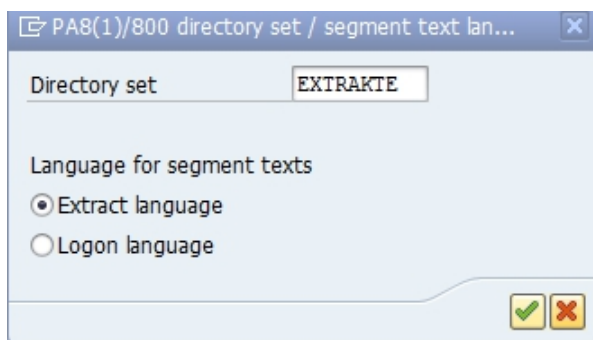 PA8(1)/800 directory set / segment text lan...
Directory set EXTRAKTE
Language for segment texts
Extract language
Logon language